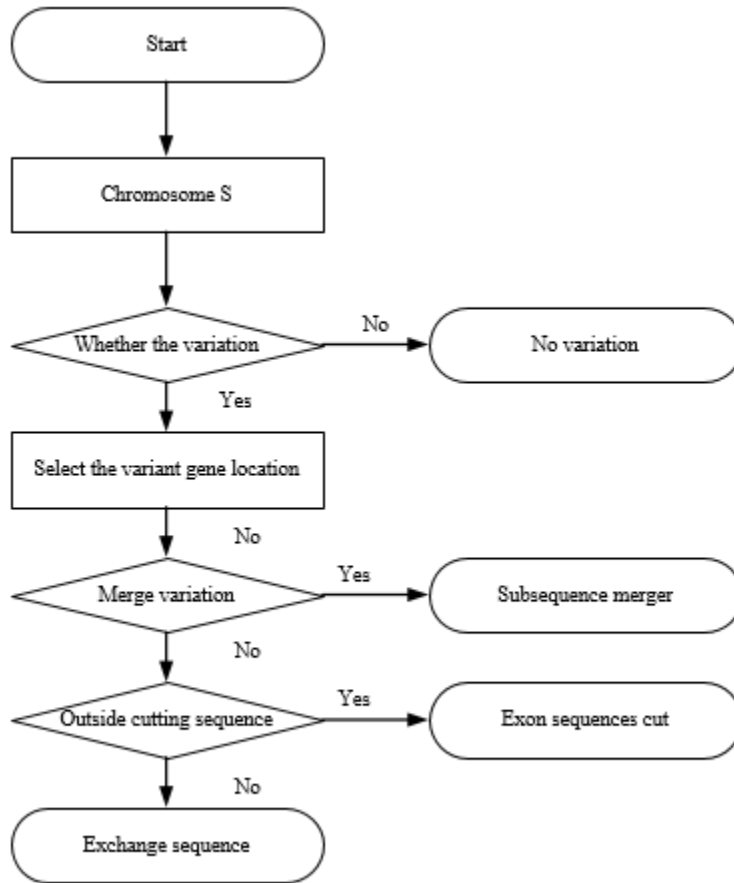 Start
Chromosome S
Whether the variation
No
No variation
Yes
Select the variant gene location
No
Merge variation
Yes
Subsequence merger
No
Outside cutting sequence
Yes
Exon sequences cut
No
Exchange sequence